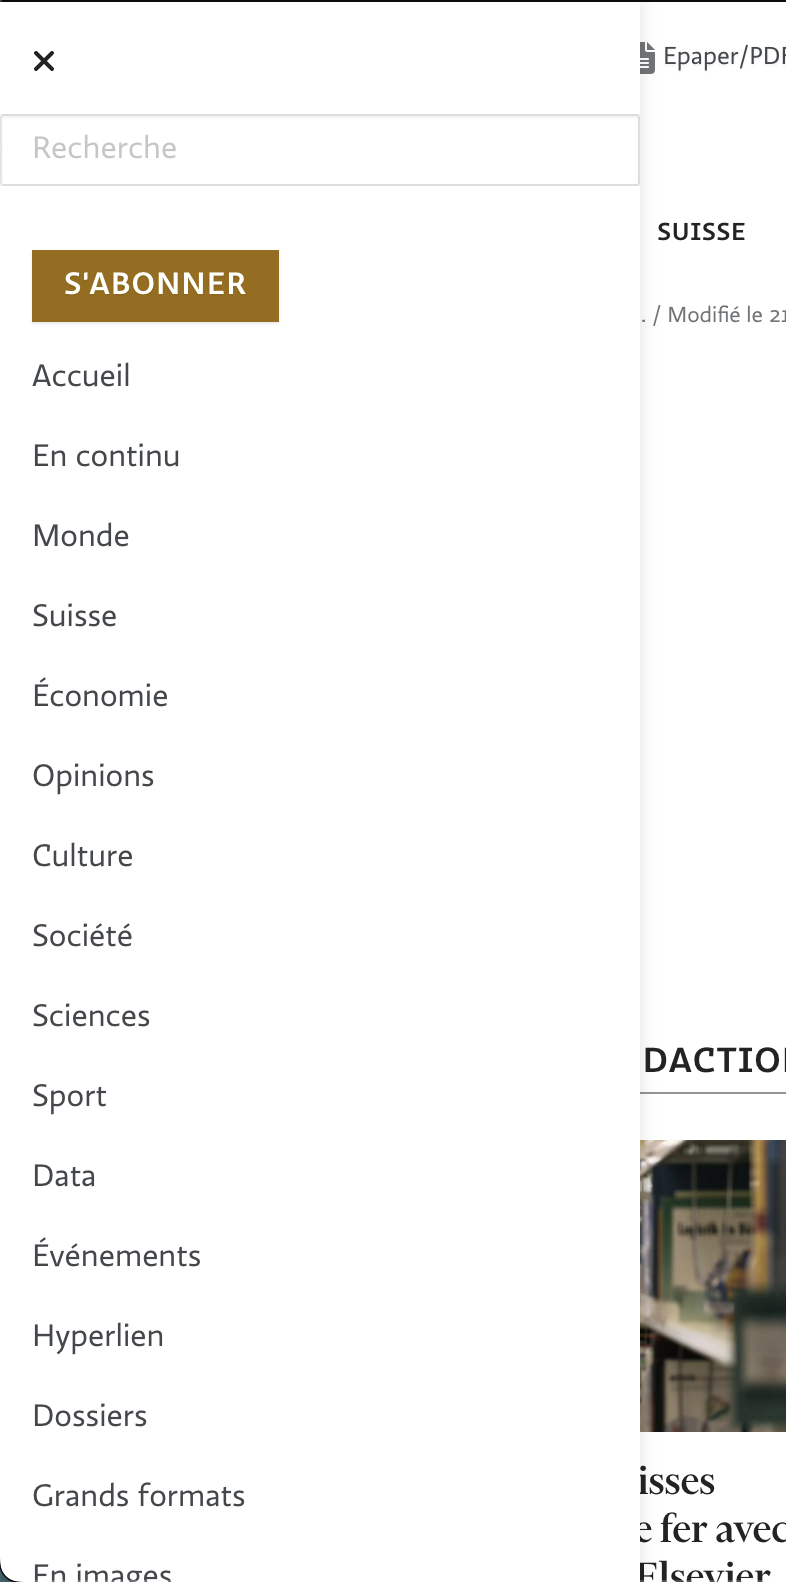 Epaper/PDF
Recherche
SUISSE
S'ABONNER
. / Modifié le 21
Accueil
En continu
Monde
Suisse
Économie
Opinions
Culture
Société
Sciences
Sport
DACTIO
Data
Événements
Hyperlien
Dossiers
Grands formats
isses
e fer avec
Elsevier
En images